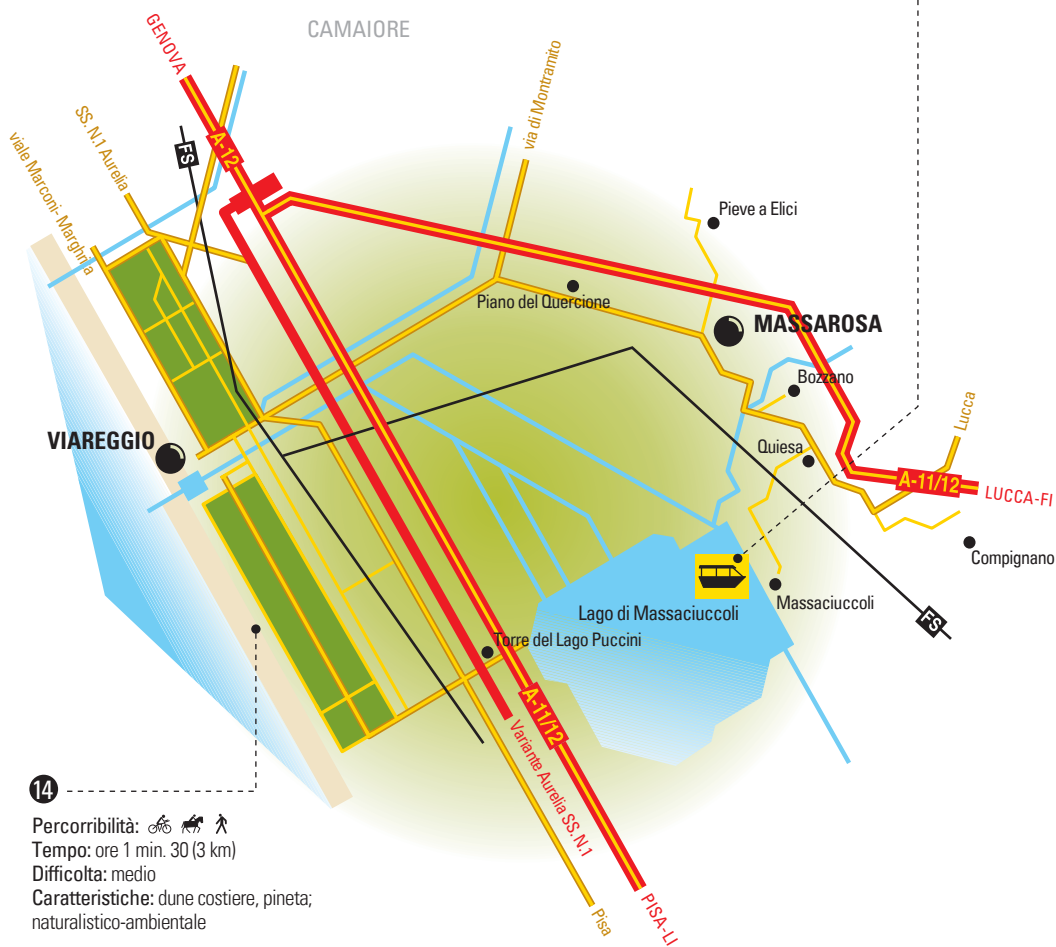 CAMAIORE
GENOVA
A-12
FS
SS. N.1 Aurelia
viale Marconi- Marghrita
via di Montramito
Pieve a Elici
Piano del Quercione
MASSAROSA
Bozzano
Lucca
Quiesa
VIAREGGIO
A-11/12
LUCCA-FI
Compignano
Massaciuccoli
Lago di Massaciuccoli
FS
Torre del Lago Puccini
A-11/12
Variante Aurelia SS. N.1
PISA-LI
Pisa
14
Percorribilità:
Tempo: ore 1 min. 30 (3 km)
Difficolta: medio
Caratteristiche: dune costiere, pineta;
naturalistico-ambientale